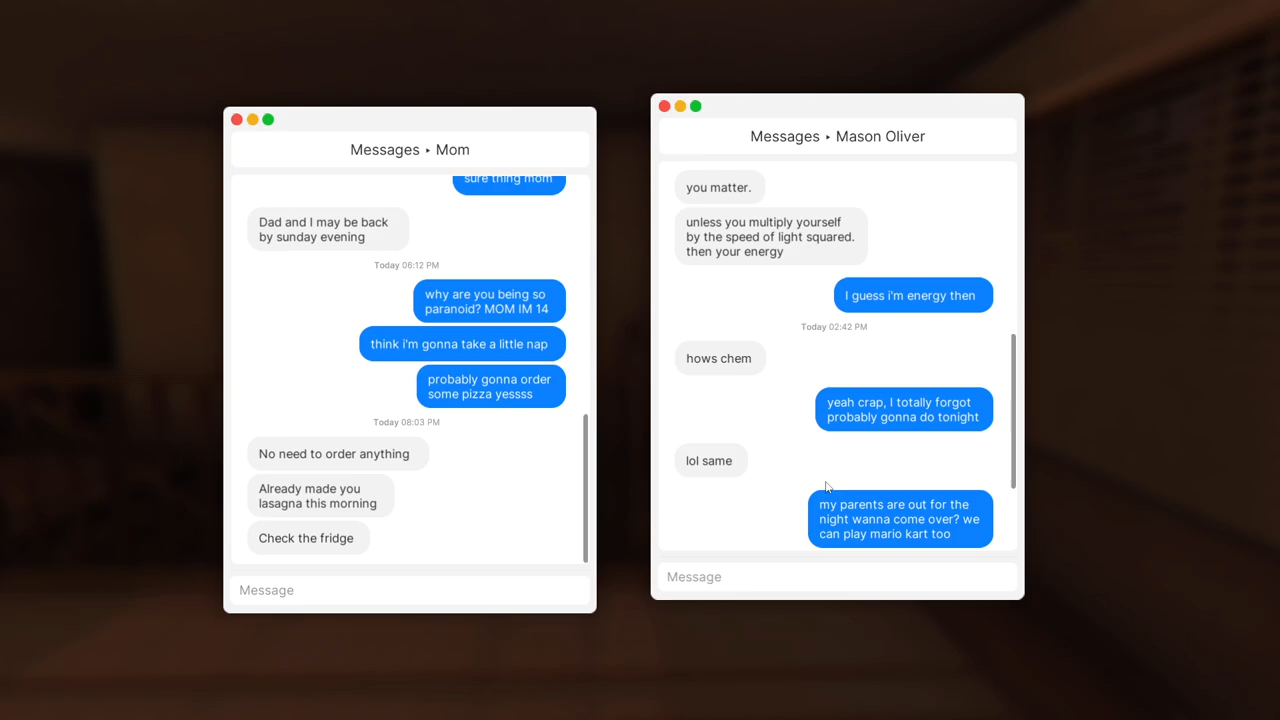 Messages ‣ Mom
sure thing mom
Dad and I may be back
by sunday evening
Today 06:12 PM
why are you being so
paranoid? MOM IM 14
think i'm gonna take a little nap
probably gonna order
some pizza yessss
Today 08:03 PM
No need to order anything
Already made you
lasagna this morning
Check the fridge
Message
Messages ‣ Mason Oliver
you matter.
unless you multiply yourself
by the speed of light squared.
then your energy
I guess i'm energy then
Today 02:42 PM
hows chem
yeah crap, I totally forgot
probably gonna do tonight
lol same
my parents are out for the
night wanna come over? we
can play mario kart too
Message